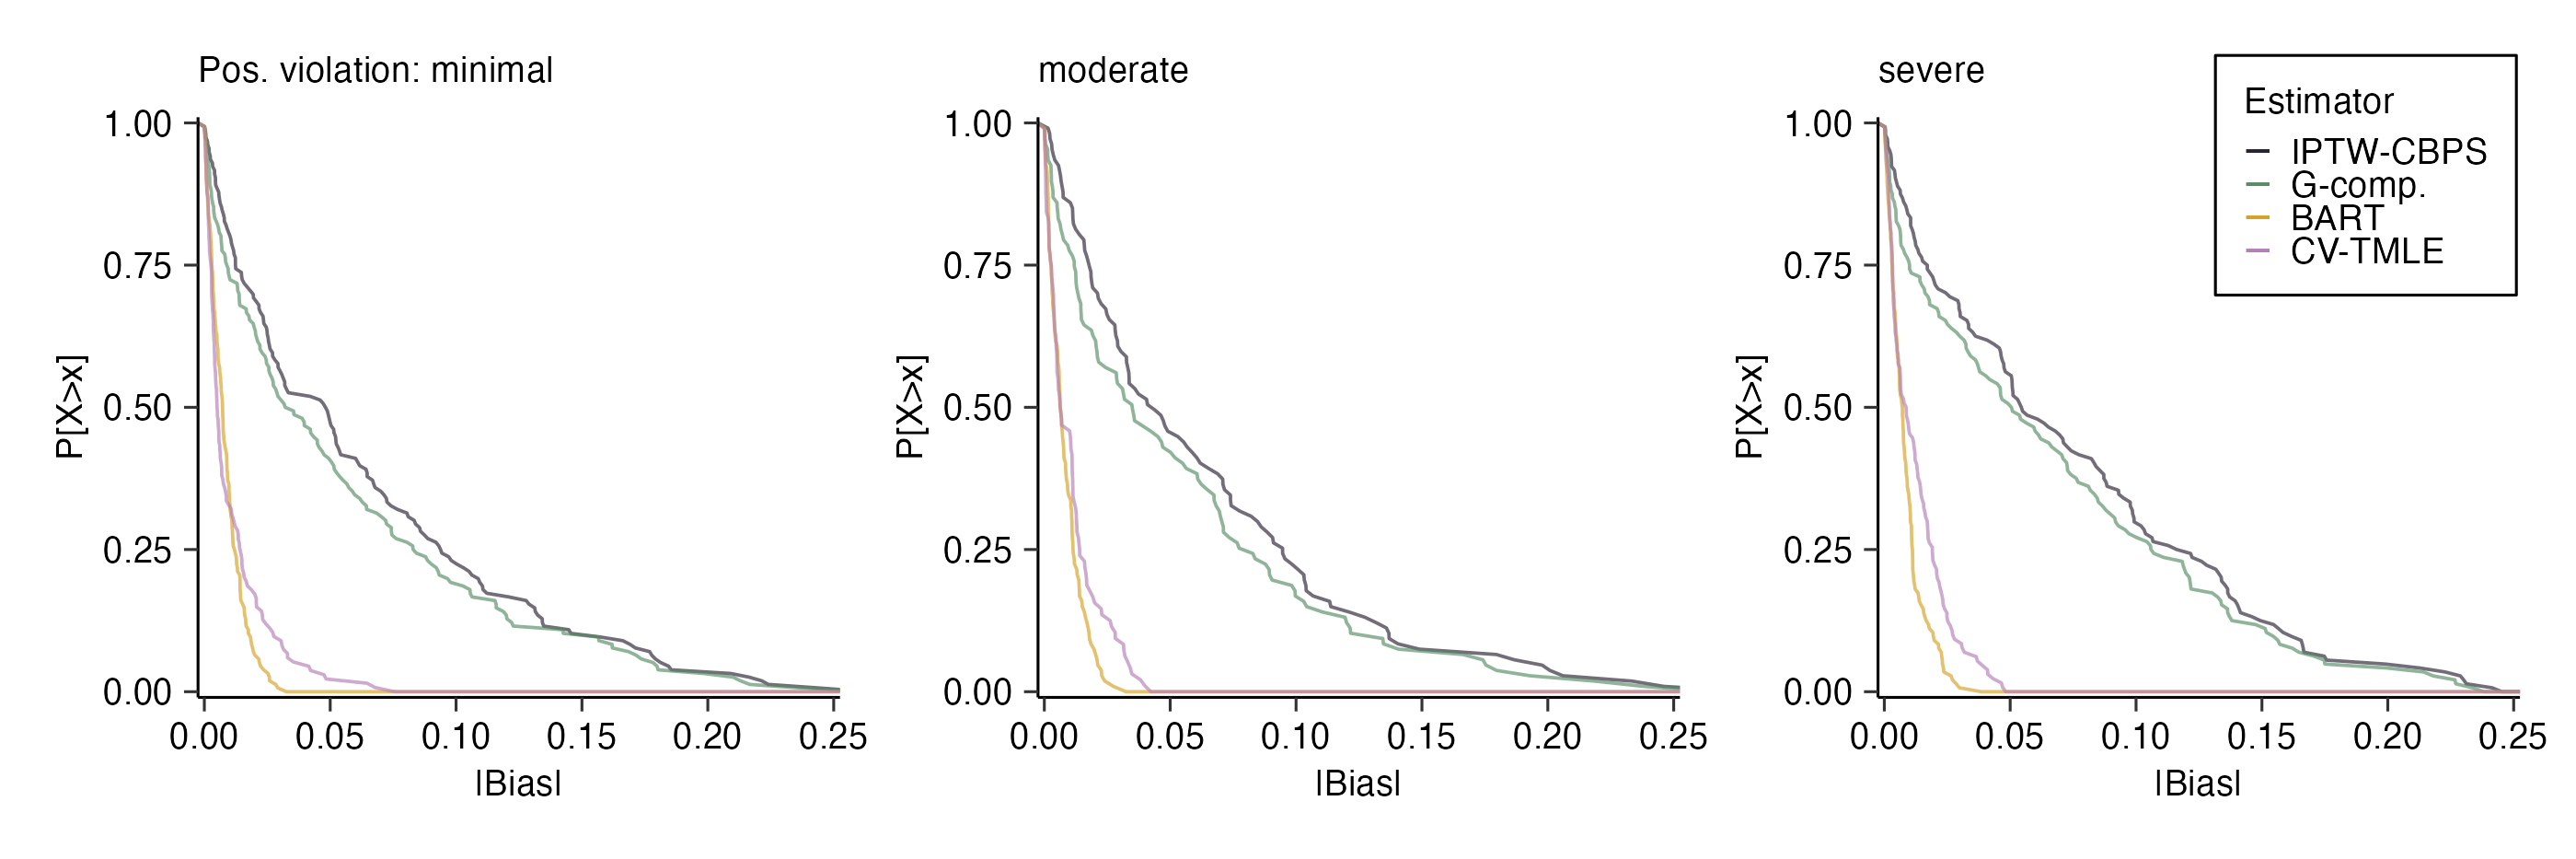 Pos. violation: minimal
1.00
0.75
0.50
0.25
0.00
P[X>x]
0.00 0.05 0.10 0.15 0.20 0.25
|Bias|
moderate
1.00
0.75
0.50
0.25
0.00
P[X>x]
0.00 0.05 0.10 0.15 0.20 0.25
|Bias|
severe
1.00
0.75
0.50
0.25
0.00
P[X>x]
0.00 0.05 0.10 0.15 0.20 0.25
|Bias|
Estimator
IPTW-CBPS
G-comp.
BART
CV-TMLE